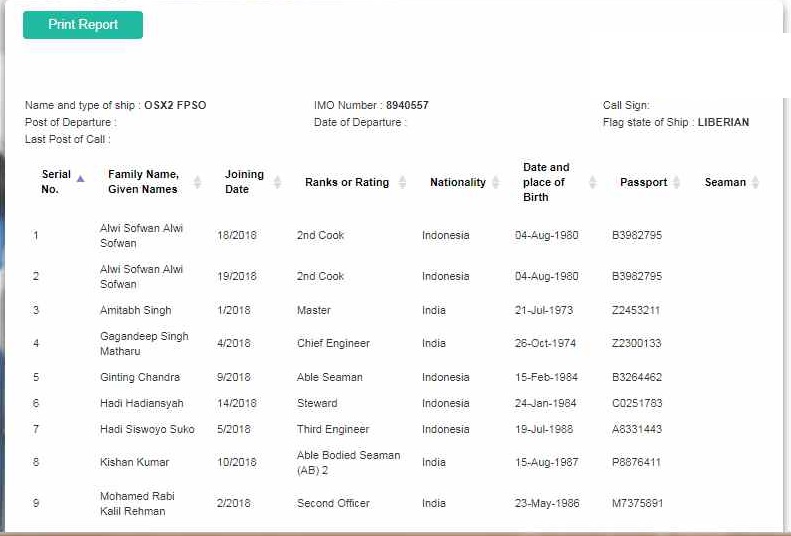 Print Report
Name and type of ship : OSX2 FPSO IMO Number : 8940557 Call Sign:
Post of Departure : Date of Departure : Flag state of Ship : LIBERIAN
Last Post of Call :
Serial No. Family Name, Given Names Joining Date Ranks or Rating Nationality Date and place of Birth Passport Seaman
1 Alwi Sofwan Alwi Sofwan 18/2018 2nd Cook Indonesia 04-Aug-1980 B3982795
2 Alwi Sofwan Alwi Sofwan 19/2018 2nd Cook Indonesia 04-Aug-1980 B3982795
3 Amitabh Singh 1/2018 Master India 21-Jul-1973 Z2453211
4 Gagandeep Singh Matharu 4/2018 Chief Engineer India 26-Oct-1974 Z2300133
5 Ginting Chandra 9/2018 Able Seaman Indonesia 15-Feb-1984 B3264462
6 Hadi Hadiansyah 14/2018 Steward Indonesia 24-Jan-1984 C0251783
7 Hadi Siswoyo Suko 5/2018 Third Engineer Indonesia 19-Jul-1988 A8331443
8 Kishan Kumar 10/2018 Able Bodied Seaman (AB) 2 India 15-Aug-1987 P8876411
9 Mohamed Rabi Kalil Rehman 2/2018 Second Officer India 23-May-1986 M7375891